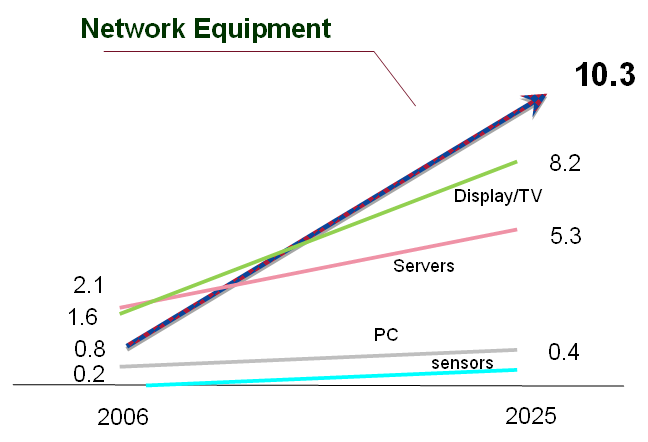 Network Equipment
10.3
8.2
Display/TV
5.3
Servers
2.1
1.6
PC
0.8
0.4
sensors
0.2
2006
2025